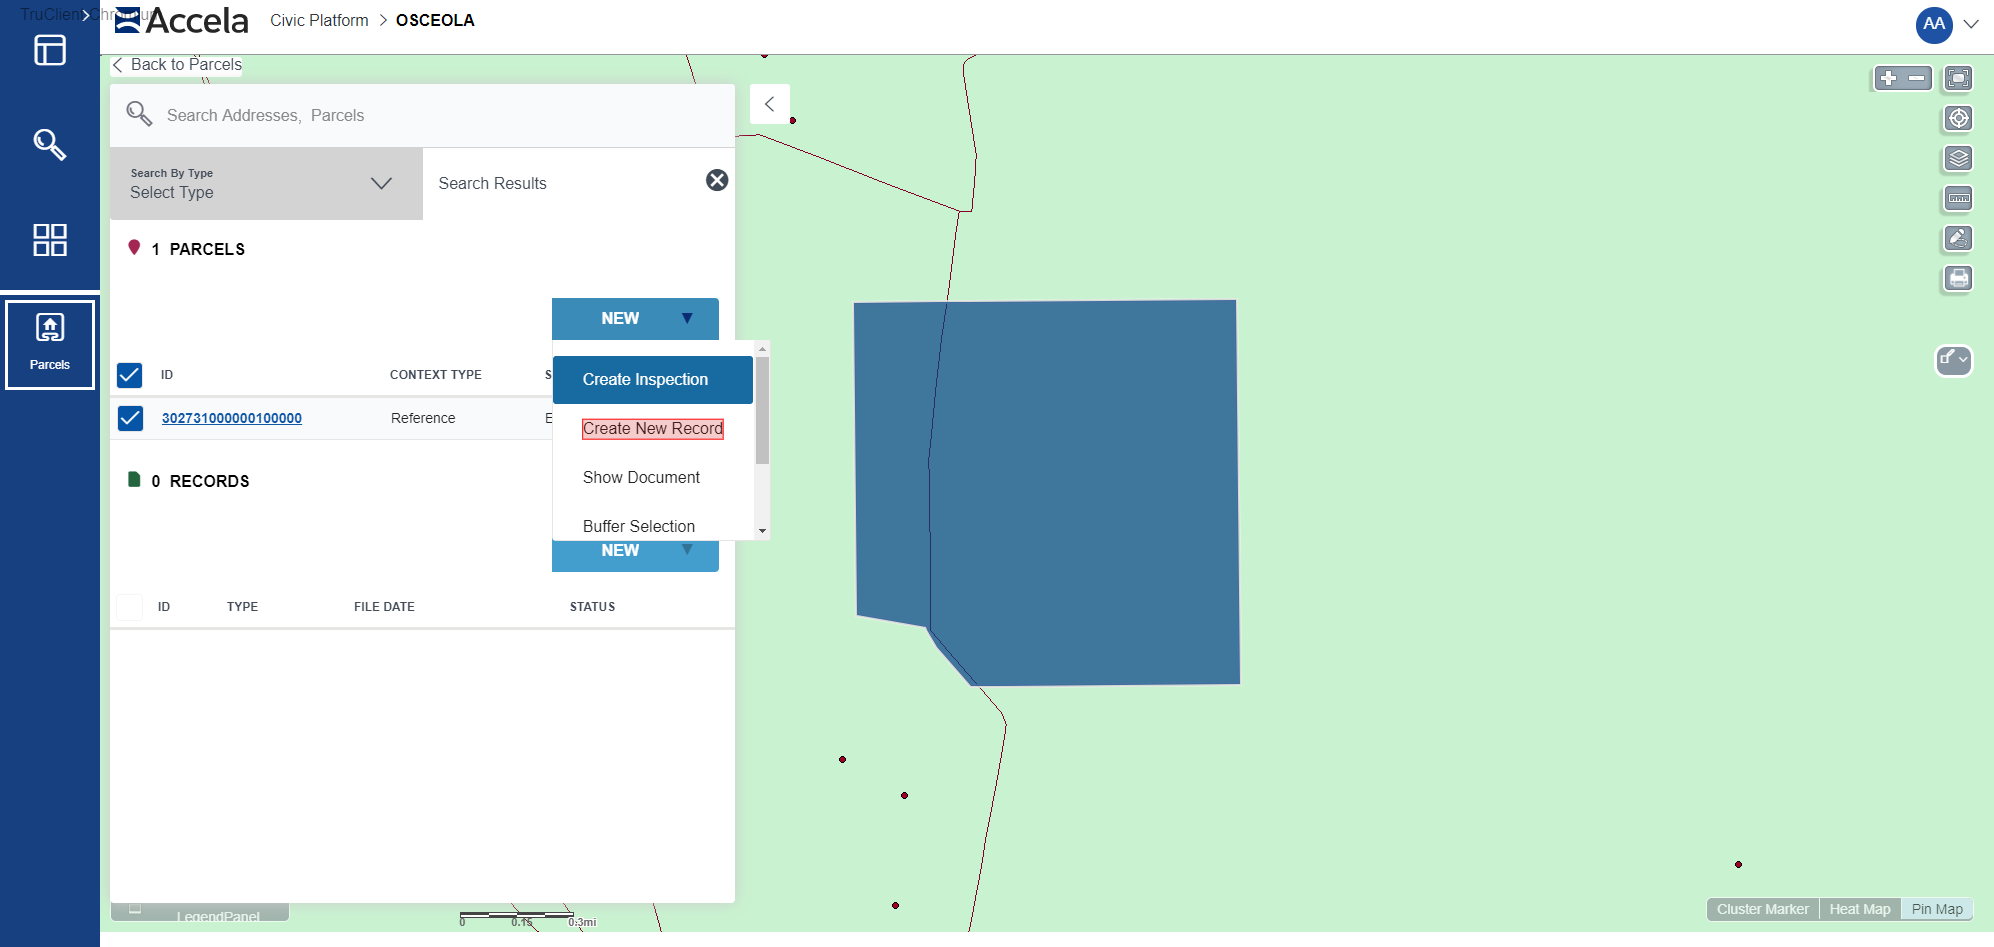 TruClient Chromium
Accela
Civic Platform > OSCEOLA
AA
Back to Parcels
Search Addresses, Parcels
Search By Type
Select Type
Search Results
1 PARCELS
NEW
ID CONTEXT TYPE S
Create Inspection
302731000000100000 Reference E
Create New Record
Show Document
0 RECORDS
Buffer Selection
NEW
ID TYPE FILE DATE STATUS
Parcels
LegendPanel
0 0.15 0.3mi
Cluster Marker Heat Map Pin Map